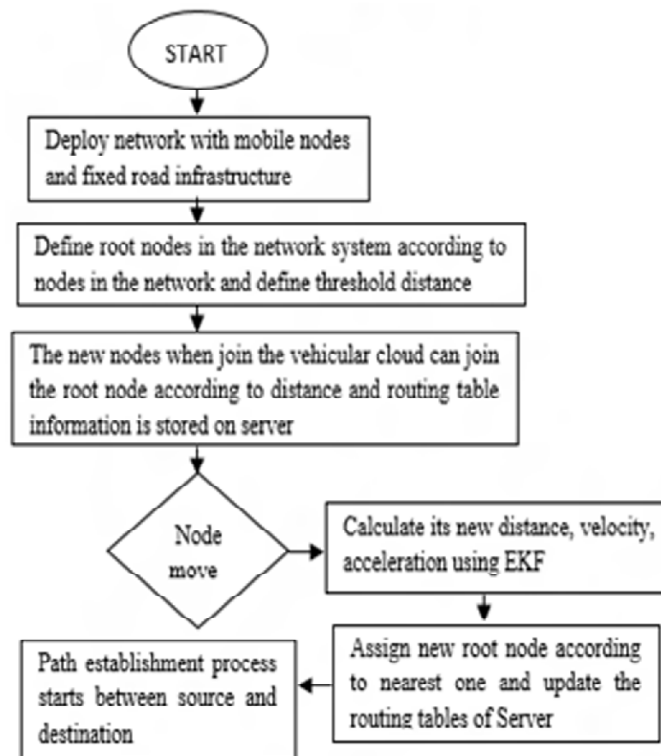 START
Deploy network with mobile nodes
and fixed road infrastructure
Define root nodes in the network system according to
nodes in the network and define threshold distance
The new nodes when join the vehicular cloud can join
the root node according to distance and routing table
information is stored on server
Node
move
Calculate its new distance, velocity,
acceleration using EKF
Assign new root node according
to nearest one and update the
routing tables of Server
Path establishment process
starts between source and
destination